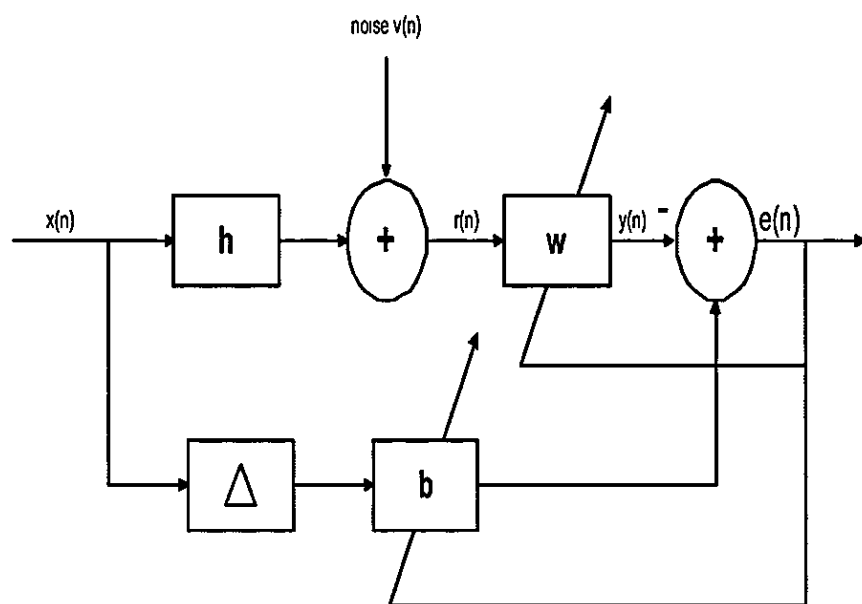 noise v(n)
x(n)
h
+
r(n)
w
y(n)
-
+
e(n)
Δ
b